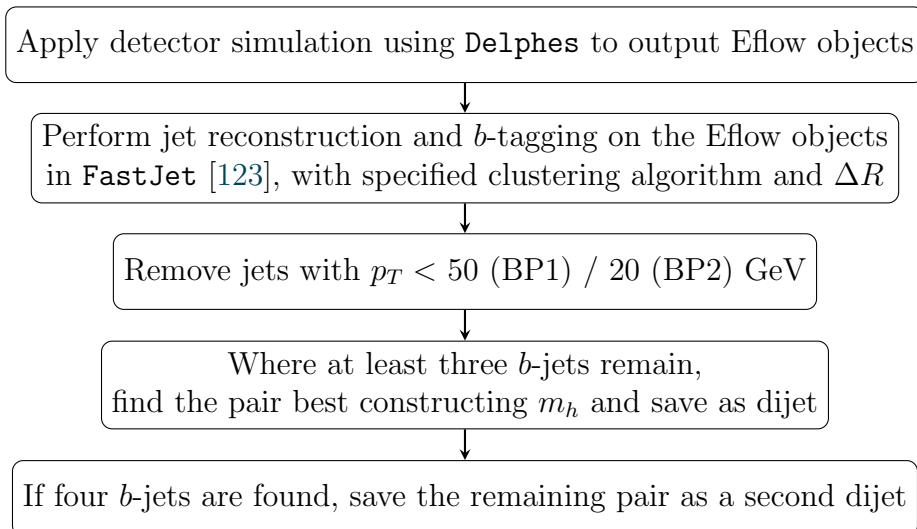 Apply detector simulation using Delphes to output Eflow objects
Perform jet reconstruction and b-tagging on the Eflow objects
in FastJet [123], with specified clustering algorithm and ΔR
Remove jets with p_T < 50 (BP1) / 20 (BP2) GeV
Where at least three b-jets remain,
find the pair best constructing m_h and save as dijet
If four b-jets are found, save the remaining pair as a second dijet